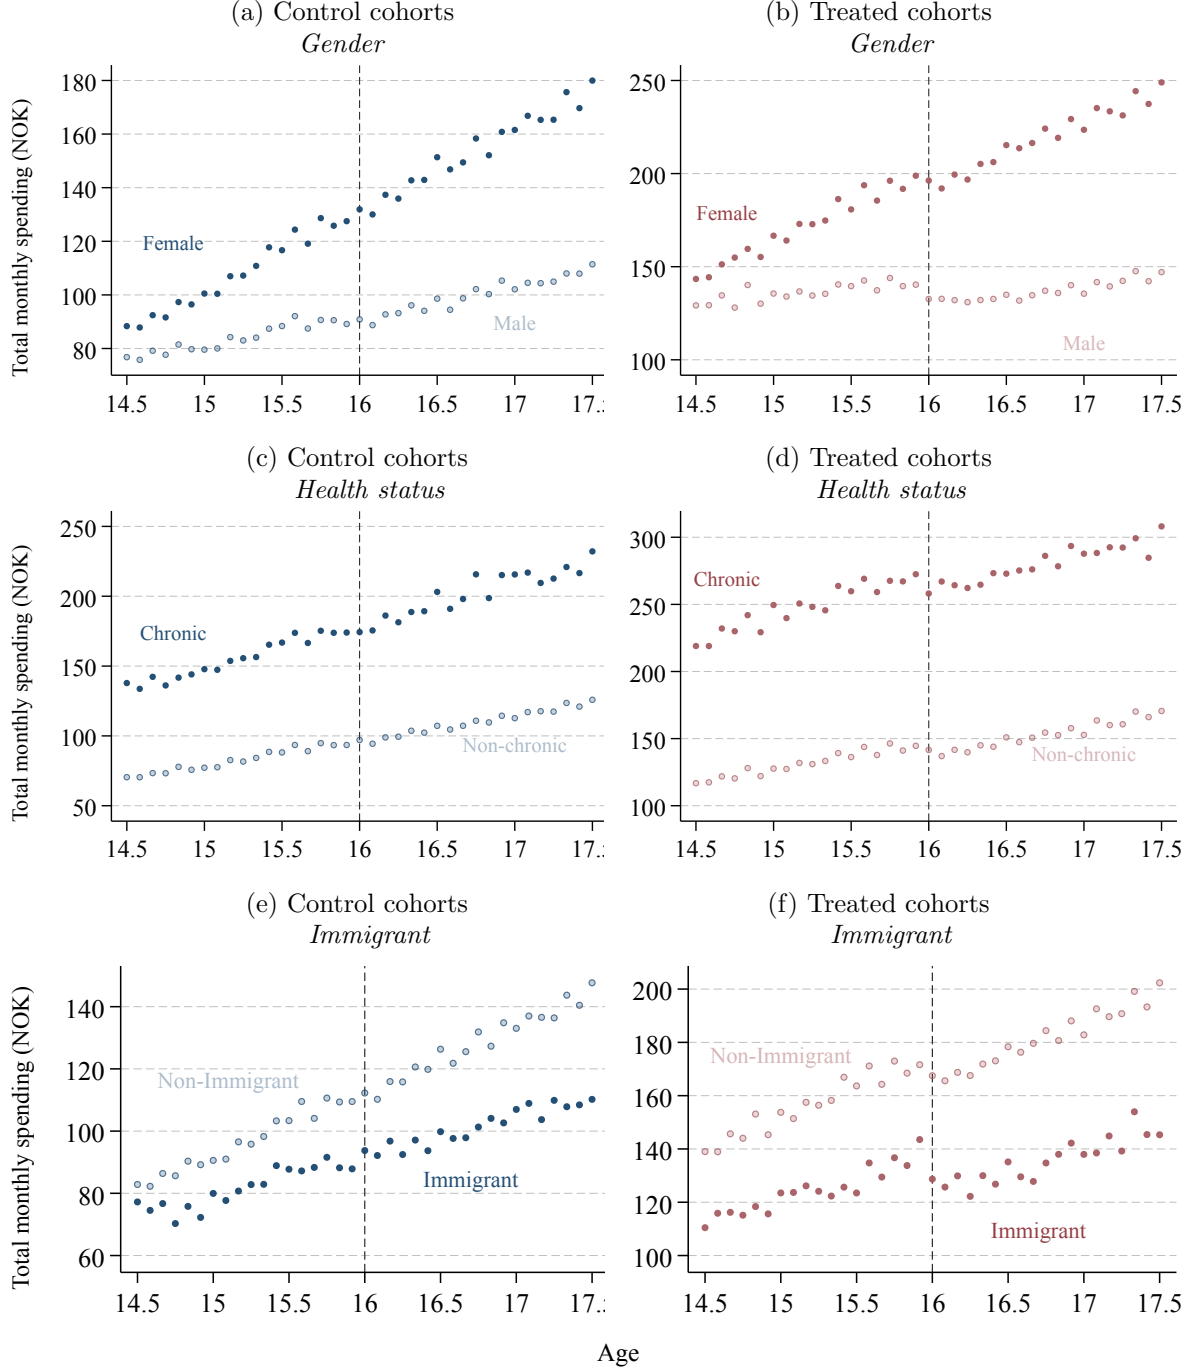 (a) Control cohorts
Gender
(b) Treated cohorts
Gender
Total monthly spending (NOK)
180
160
140
120
100
80
Female
Male
14.5 15 15.5 16 16.5 17 17.5
250
200
150
100
Female
Male
14.5 15 15.5 16 16.5 17 17.5
(c) Control cohorts
Health status
(d) Treated cohorts
Health status
Total monthly spending (NOK)
250
200
150
100
50
Chronic
Non-chronic
14.5 15 15.5 16 16.5 17 17.5
300
250
200
150
100
Chronic
Non-chronic
14.5 15 15.5 16 16.5 17 17.5
(e) Control cohorts
Immigrant
(f) Treated cohorts
Immigrant
Total monthly spending (NOK)
140
120
100
80
60
Non-Immigrant
Immigrant
14.5 15 15.5 16 16.5 17 17.5
200
180
160
140
120
100
Non-Immigrant
Immigrant
14.5 15 15.5 16 16.5 17 17.5
Age